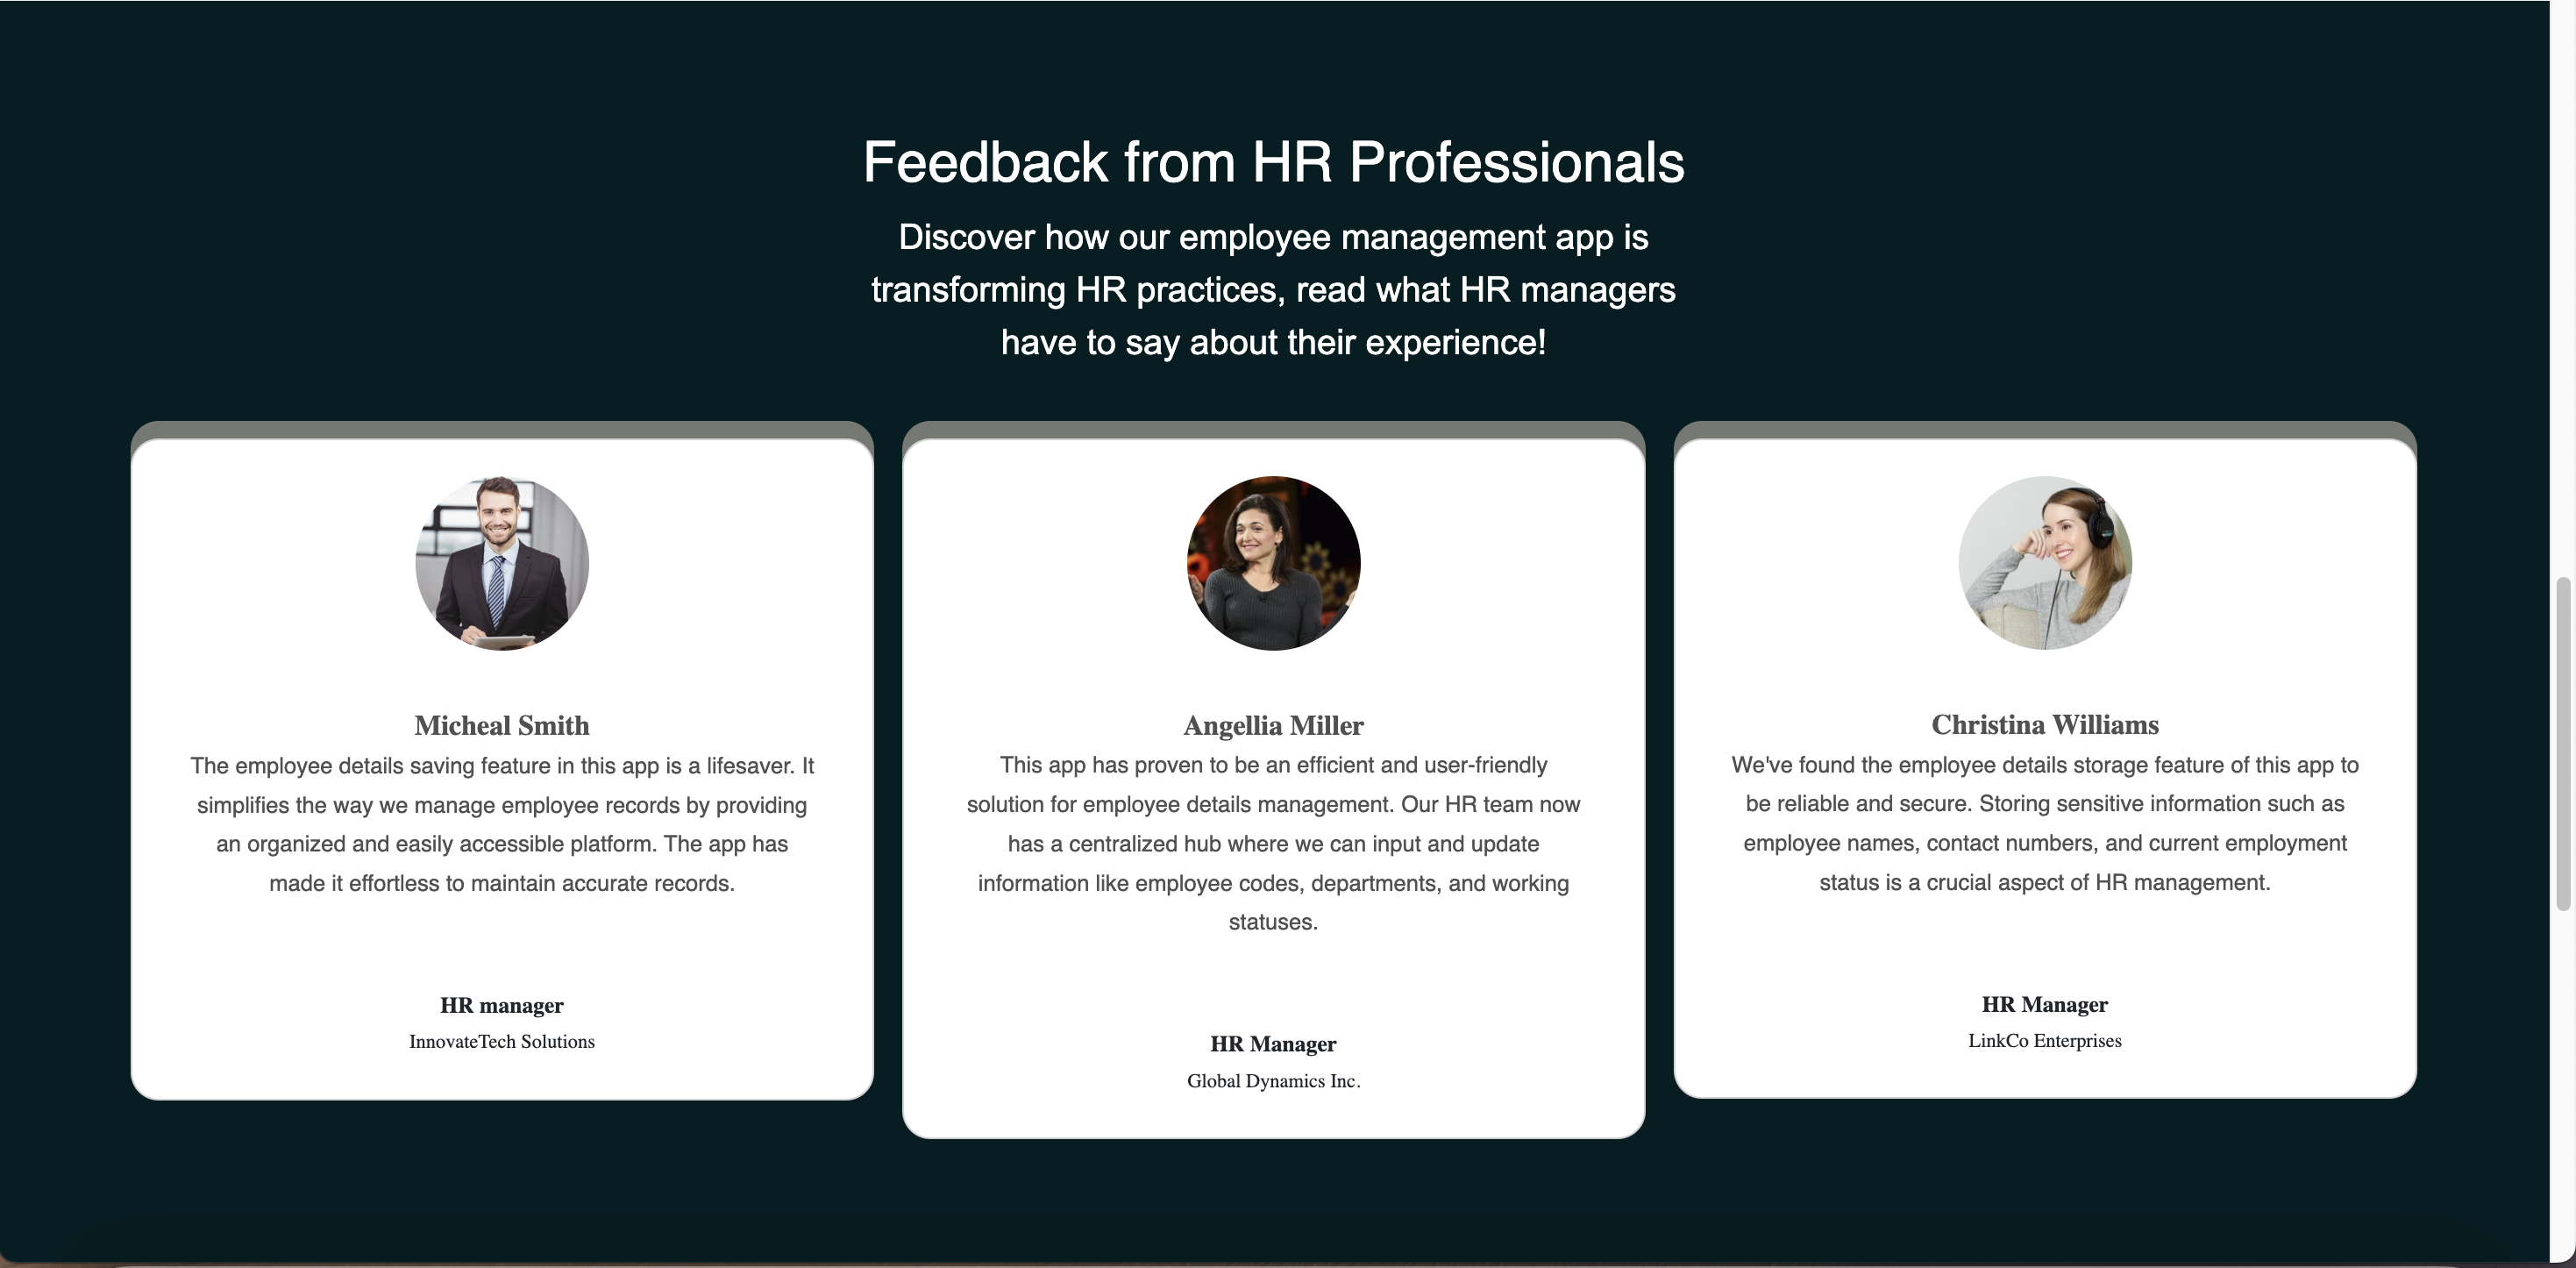 Feedback from HR Professionals
Discover how our employee management app is
transforming HR practices, read what HR managers
have to say about their experience!
Micheal Smith
The employee details saving feature in this app is a lifesaver. It
simplifies the way we manage employee records by providing
an organized and easily accessible platform. The app has
made it effortless to maintain accurate records.
HR manager
InnovateTech Solutions
Angellia Miller
This app has proven to be an efficient and user-friendly
solution for employee details management. Our HR team now
has a centralized hub where we can input and update
information like employee codes, departments, and working
statuses.
HR Manager
Global Dynamics Inc.
Christina Williams
We've found the employee details storage feature of this app to
be reliable and secure. Storing sensitive information such as
employee names, contact numbers, and current employment
status is a crucial aspect of HR management.
HR Manager
LinkCo Enterprises